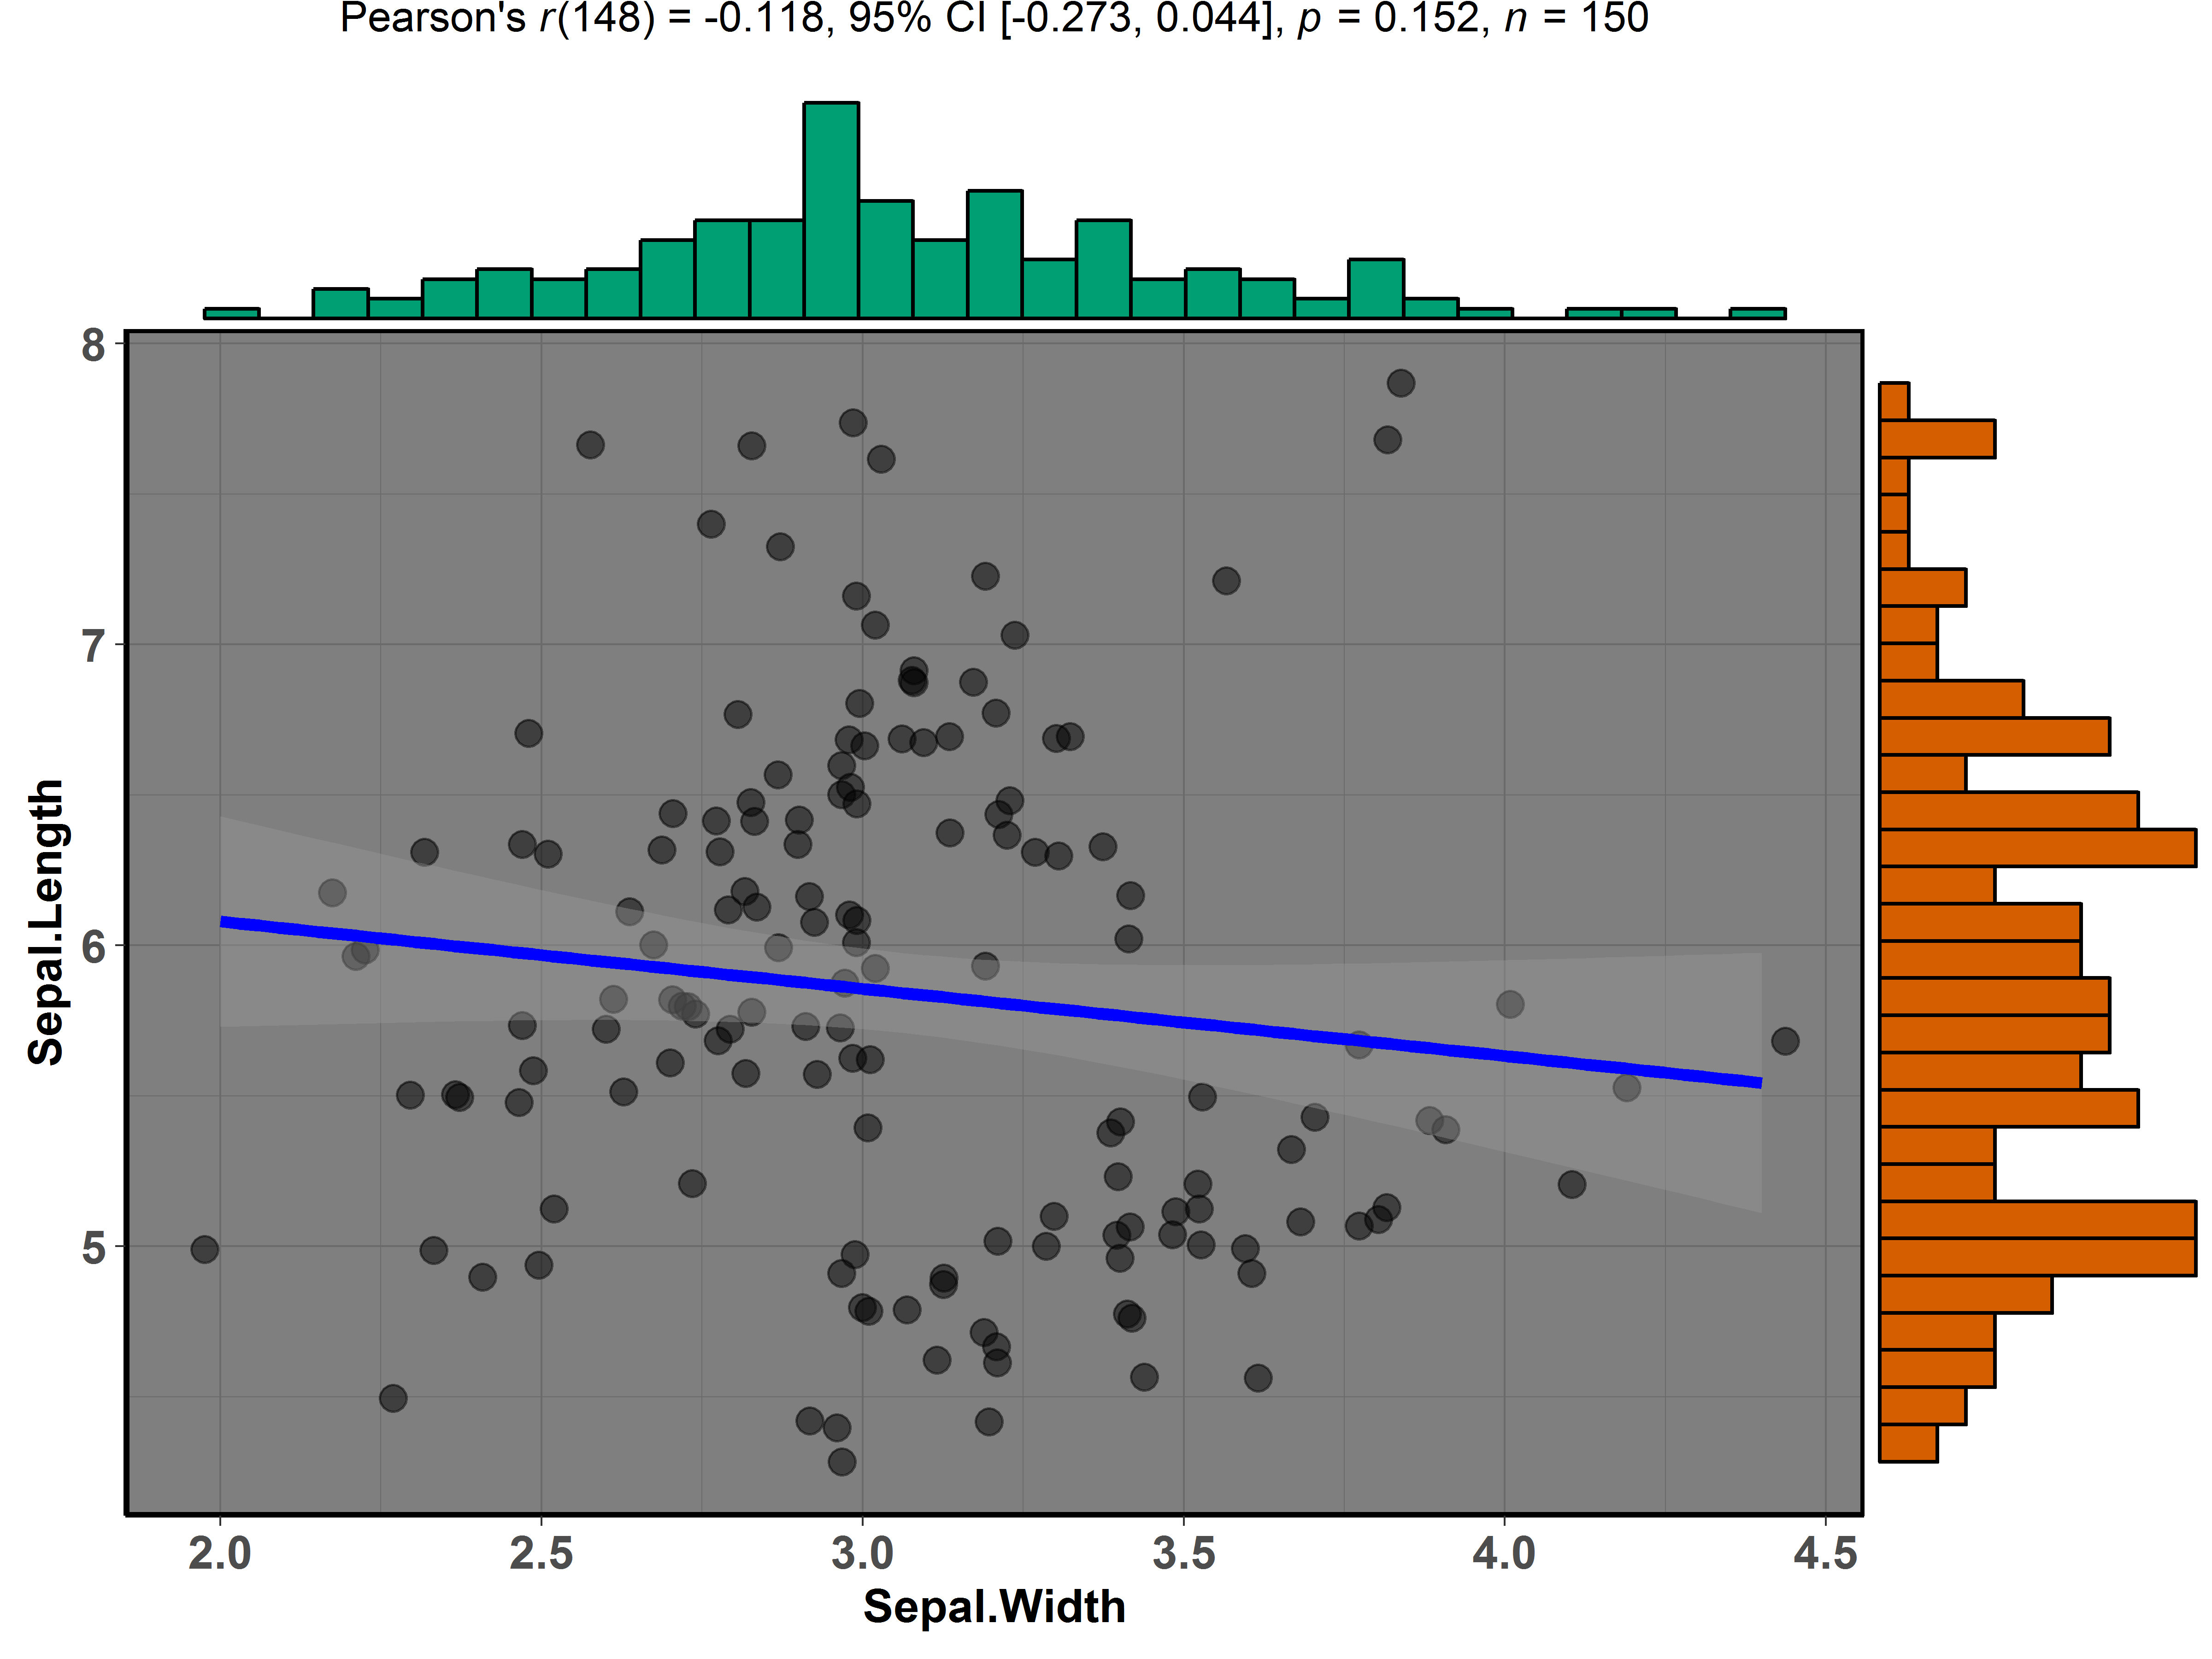 Pearson's r(148) = -0.118, 95% CI [-0.273, 0.044], p = 0.152, n = 150
8
7
6
5
Sepal.Length
2.0 2.5 3.0 3.5 4.0 4.5
Sepal.Width